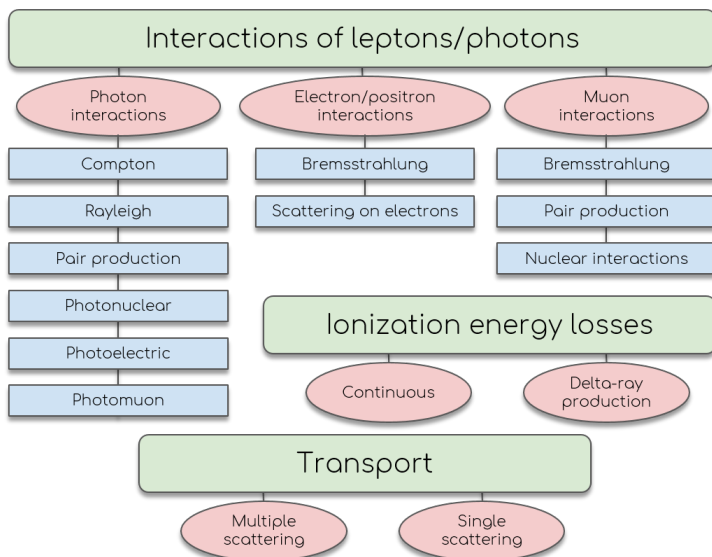 Interactions of leptons/photons
Photon
interactions
Compton
Rayleigh
Pair production
Photonuclear
Photoelectric
Photomuon
Electron/positron
interactions
Bremsstrahlung
Scattering on electrons
Muon
interactions
Bremsstrahlung
Pair production
Nuclear interactions
Ionization energy losses
Continuous
Delta-ray
production
Transport
Multiple
scattering
Single
scattering